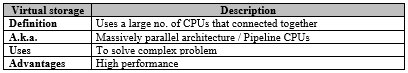 Virtual storage Description
Definition Uses a large no. of CPUs that connected together
A.k.a. Massively parallel architecture / Pipeline CPUs
Uses To solve complex problem
Advantages High performance